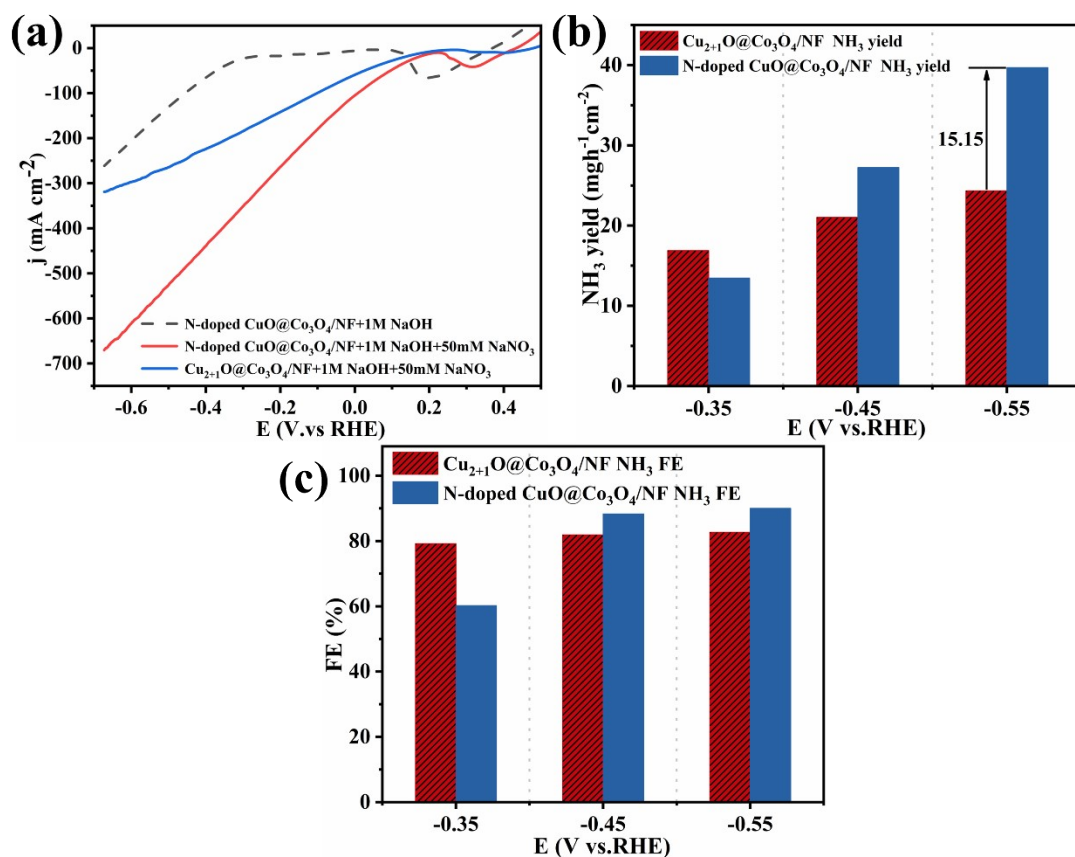 (a)
0
-100
-200
-300
-400
-500
-600
-700
j (mA cm⁻²)
N-doped CuO@Co₃O₄/NF+1M NaOH
N-doped CuO@Co₃O₄/NF+1M NaOH+50mM NaNO₃
Cu₂₊₁O@Co₃O₄/NF+1M NaOH+50mM NaNO₃
-0.6 -0.4 -0.2 0.0 0.2 0.4
E (V.vs RHE)
(b)
Cu₂₊₁O@Co₃O₄/NF NH₃ yield
N-doped CuO@Co₃O₄/NF NH₃ yield
40
30
20
10
0
NH₃ yield (mgh⁻¹cm⁻²)
15.15
-0.35 -0.45 -0.55
E (V vs.RHE)
(c)
Cu₂₊₁O@Co₃O₄/NF NH₃ FE
N-doped CuO@Co₃O₄/NF NH₃ FE
100
80
60
40
20
0
FE (%)
-0.35 -0.45 -0.55
E (V vs.RHE)